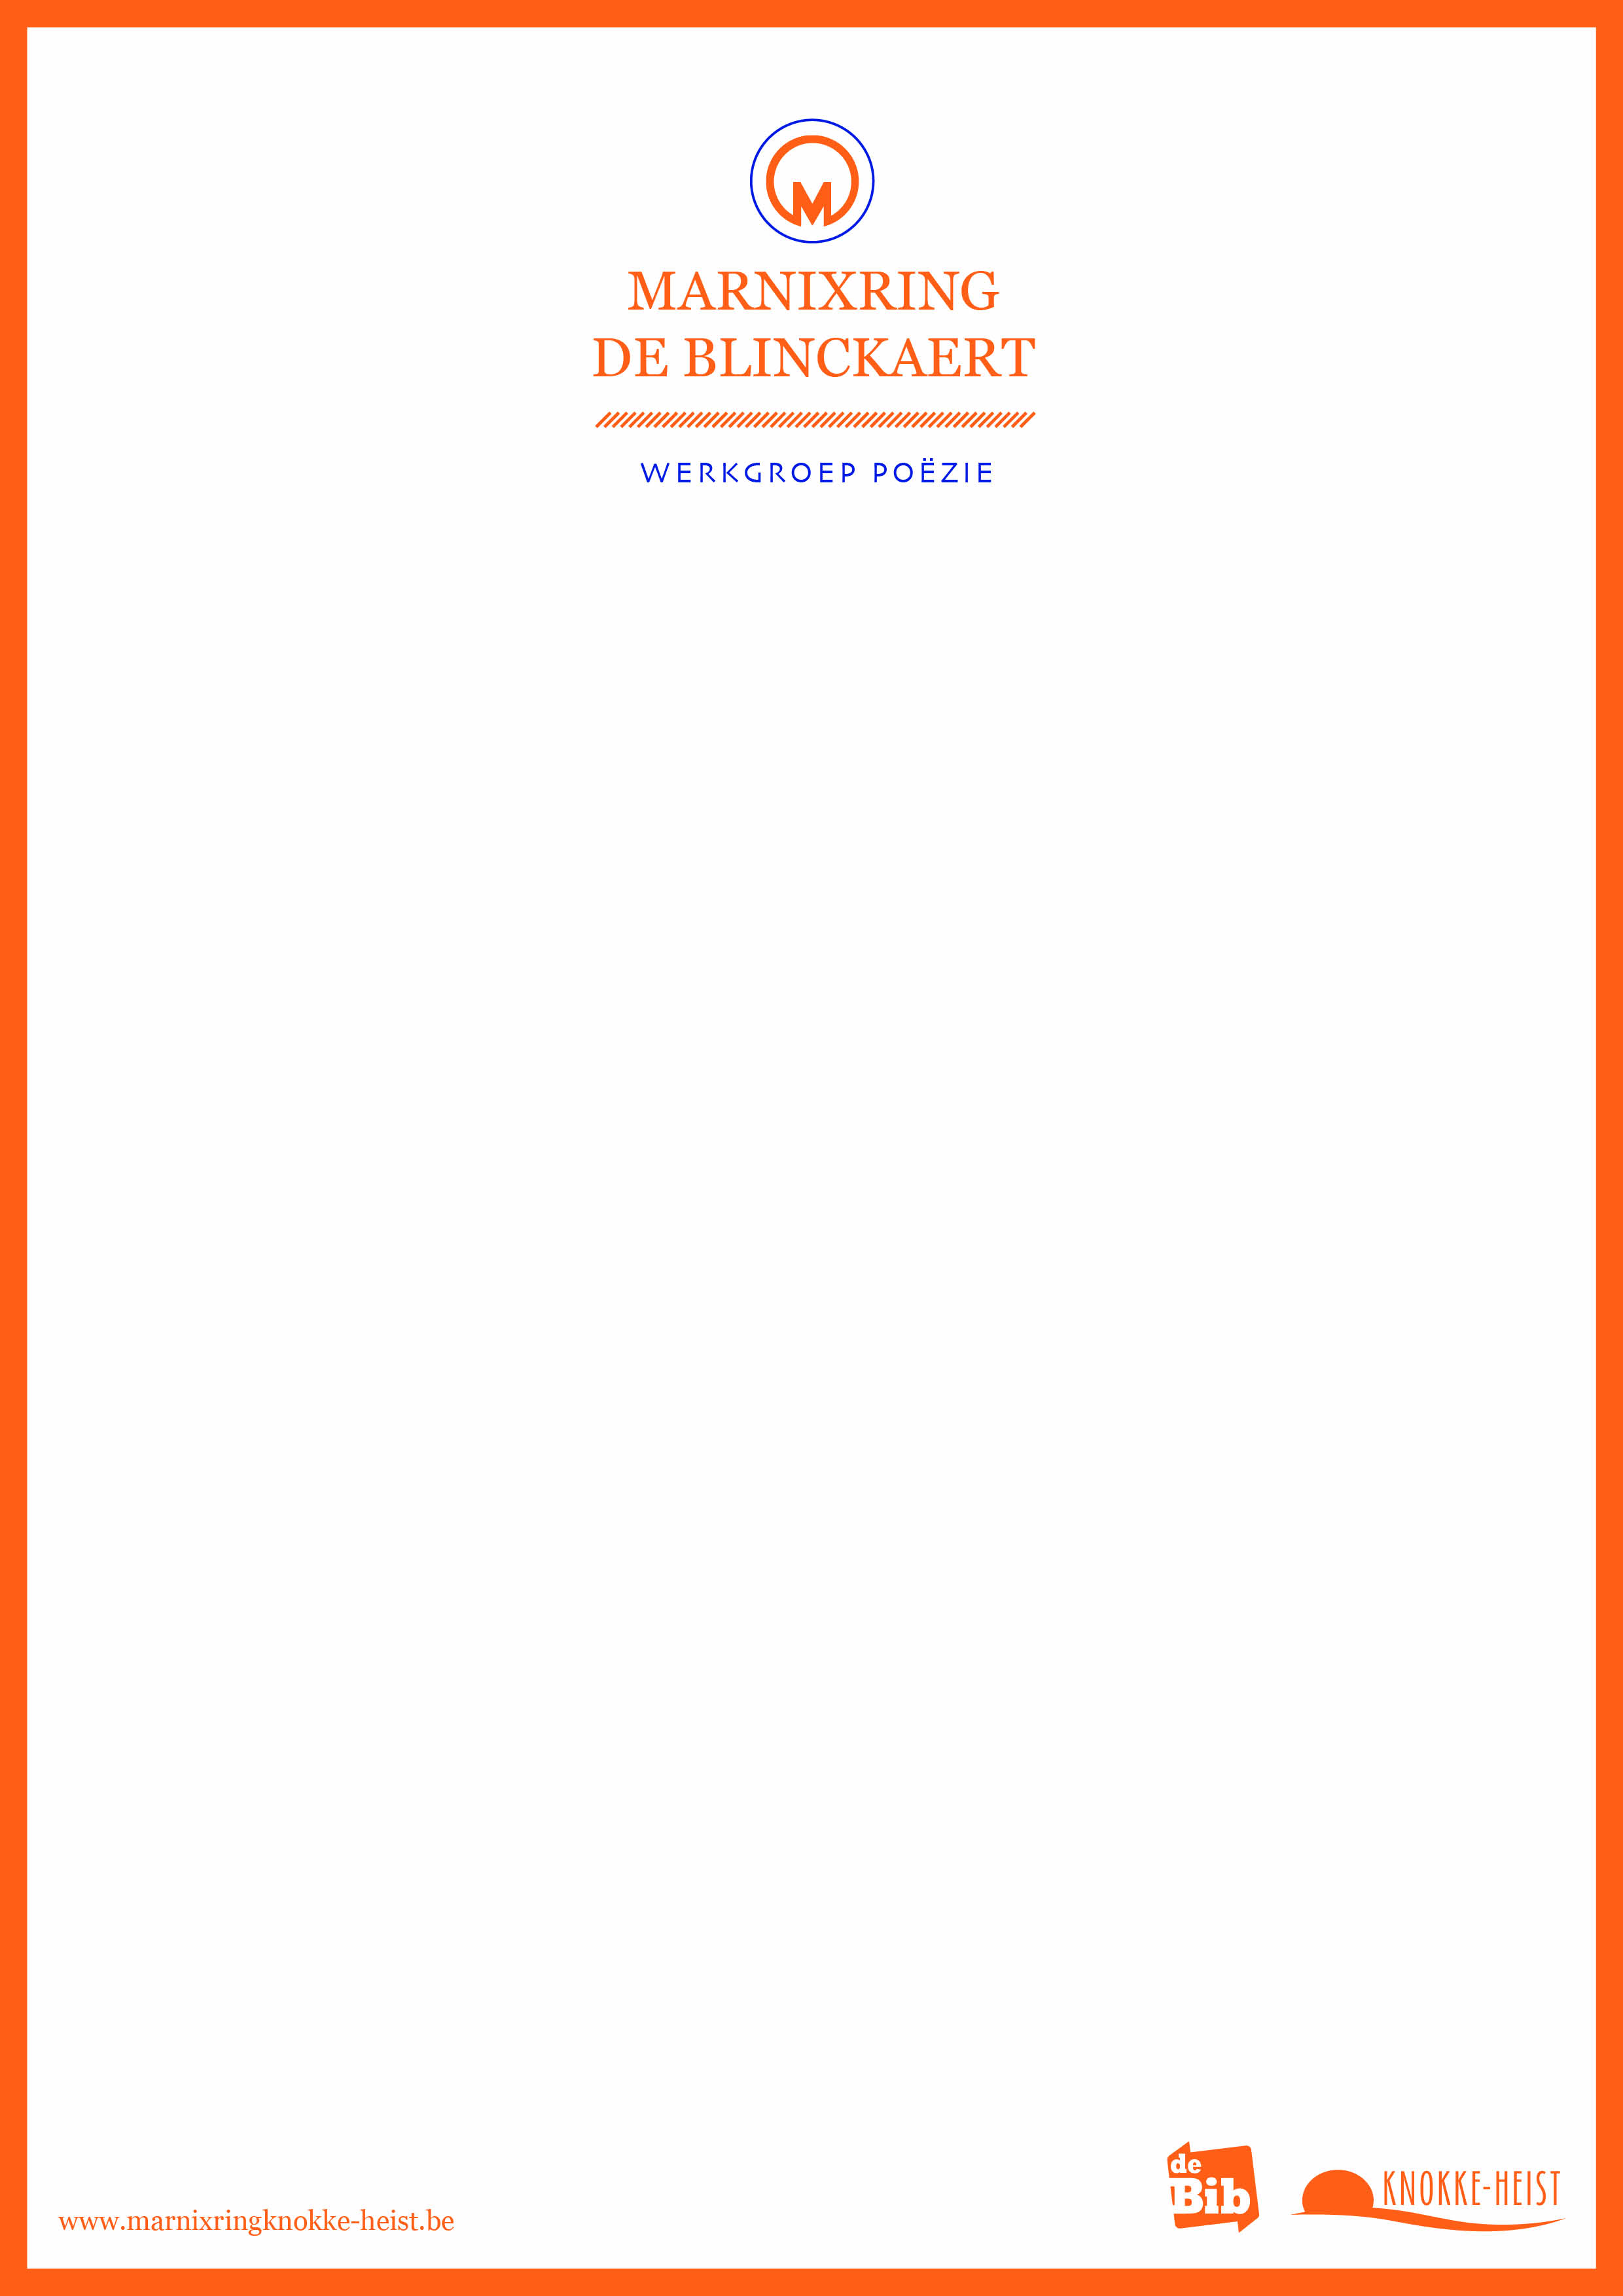 M
MARNIXRING
DE BLINCKAERT
WERKGROEP POËZIE
de
Bib
KNOKKE-HEIST
www.marnixringknokke-heist.be